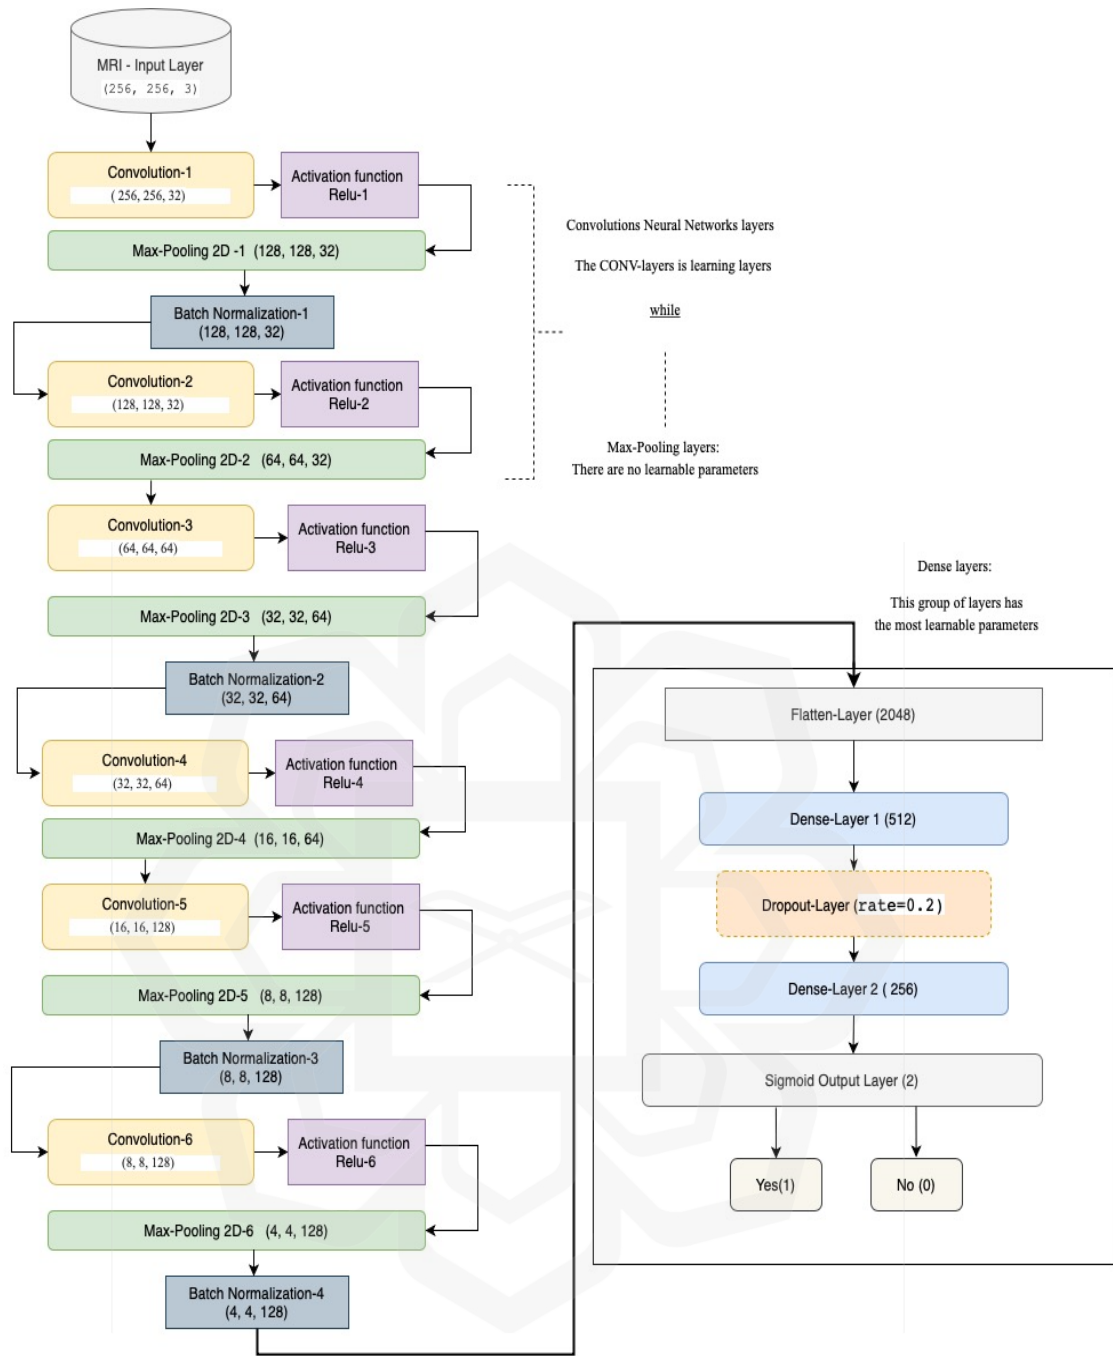 MRI - Input Layer
(256, 256, 3)
Convolution-1
( 256, 256, 32)
Activation function
Relu-1
Max-Pooling 2D -1 (128, 128, 32)
Batch Normalization-1
(128, 128, 32)
Convolution-2
(128, 128, 32)
Activation function
Relu-2
Max-Pooling 2D-2 (64, 64, 32)
Convolution-3
(64, 64, 64)
Activation function
Relu-3
Max-Pooling 2D-3 (32, 32, 64)
Batch Normalization-2
(32, 32, 64)
Convolution-4
(32, 32, 64)
Activation function
Relu-4
Max-Pooling 2D-4 (16, 16, 64)
Convolution-5
(16, 16, 128)
Activation function
Relu-5
Max-Pooling 2D-5 (8, 8, 128)
Batch Normalization-3
(8, 8, 128)
Convolution-6
(8, 8, 128)
Activation function
Relu-6
Max-Pooling 2D-6 (4, 4, 128)
Batch Normalization-4
(4, 4, 128)
Convolutions Neural Networks layers
The CONV-layers is learning layers
while
Max-Pooling layers:
There are no learnable parameters
Dense layers:
This group of layers has
the most learnable parameters
Flatten-Layer (2048)
Dense-Layer 1 (512)
Dropout-Layer (rate=0.2)
Dense-Layer 2 ( 256)
Sigmoid Output Layer (2)
Yes(1)
No (0)